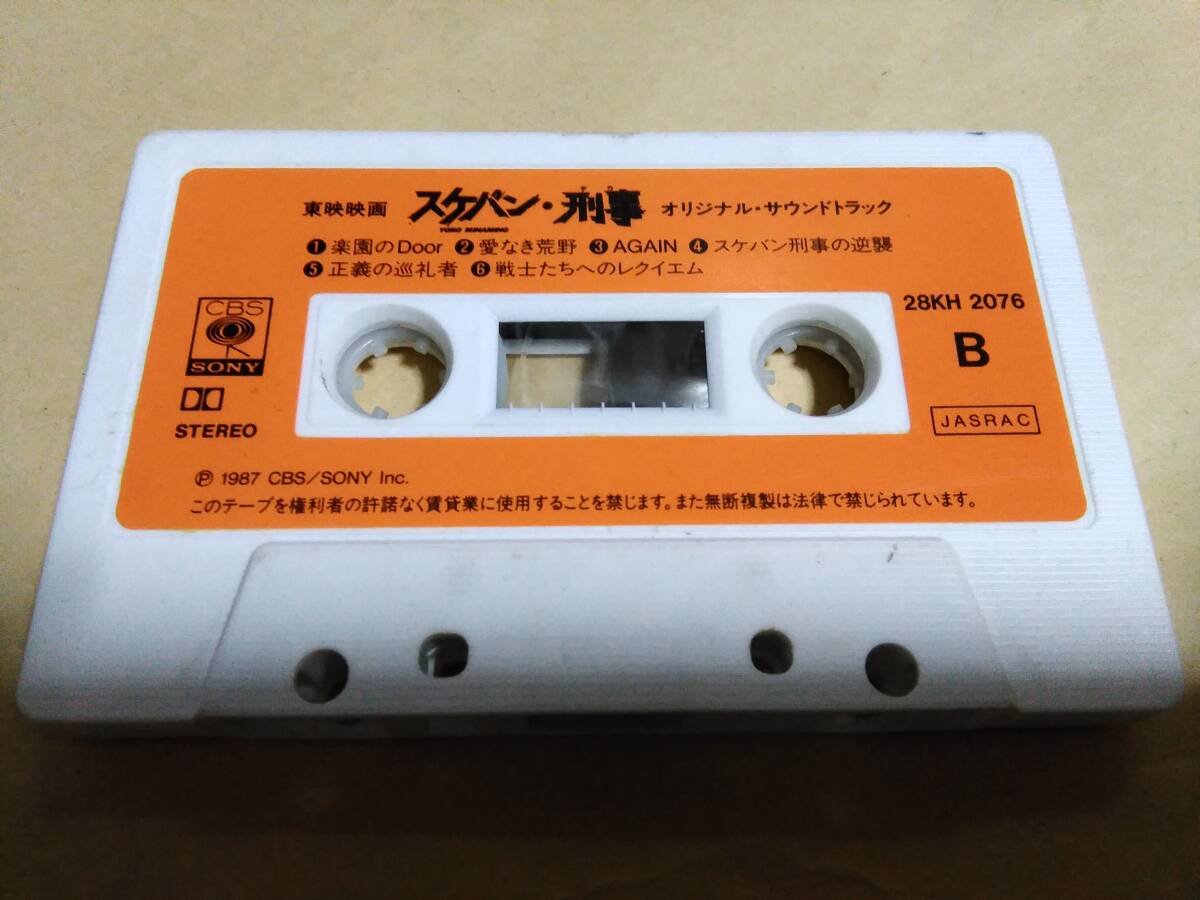 東映映画 スケバン・刑事 オリジナル・サウンドトラック
YOKO MINAMINO
❶ 楽園のDoor ❷ 愛なき荒野 ❸ AGAIN ❹ スケバン刑事の逆襲
❺ 正義の巡礼者 ❻ 戦士たちへのレクイエム
28KH 2076
B
CBS
SONY
STEREO
JASRAC
Ⓟ 1987 CBS/SONY Inc.
このテープを権利者の許諾なく賃貸業に使用することを禁じます。また無断複製は法律で禁じられています。